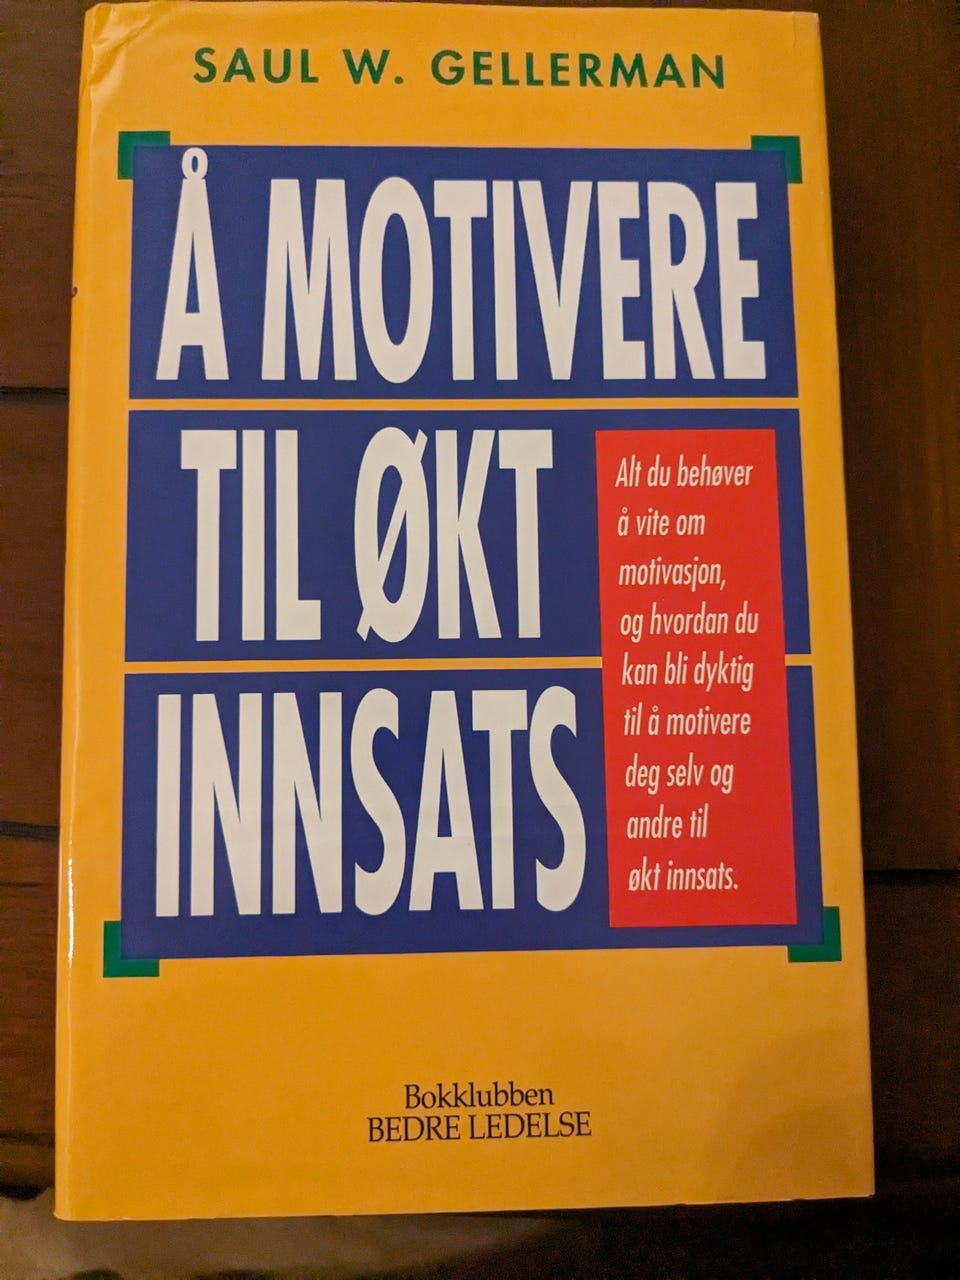 SAUL W. GELLERMAN
Å MOTIVERE
TIL ØKT
INNSATS
Alt du behøver
å vite om
motivasjon,
og hvordan du
kan bli dyktig
til å motivere
deg selv og
andre til
økt innsats.
Bokklubben
BEDRE LEDELSE